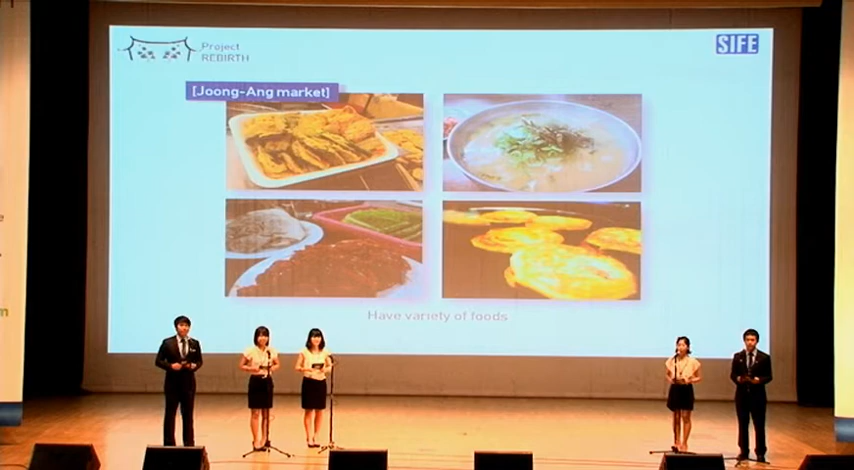 Project
REBIRTH
SIFE
[Joong-Ang market]
Have variety of foods